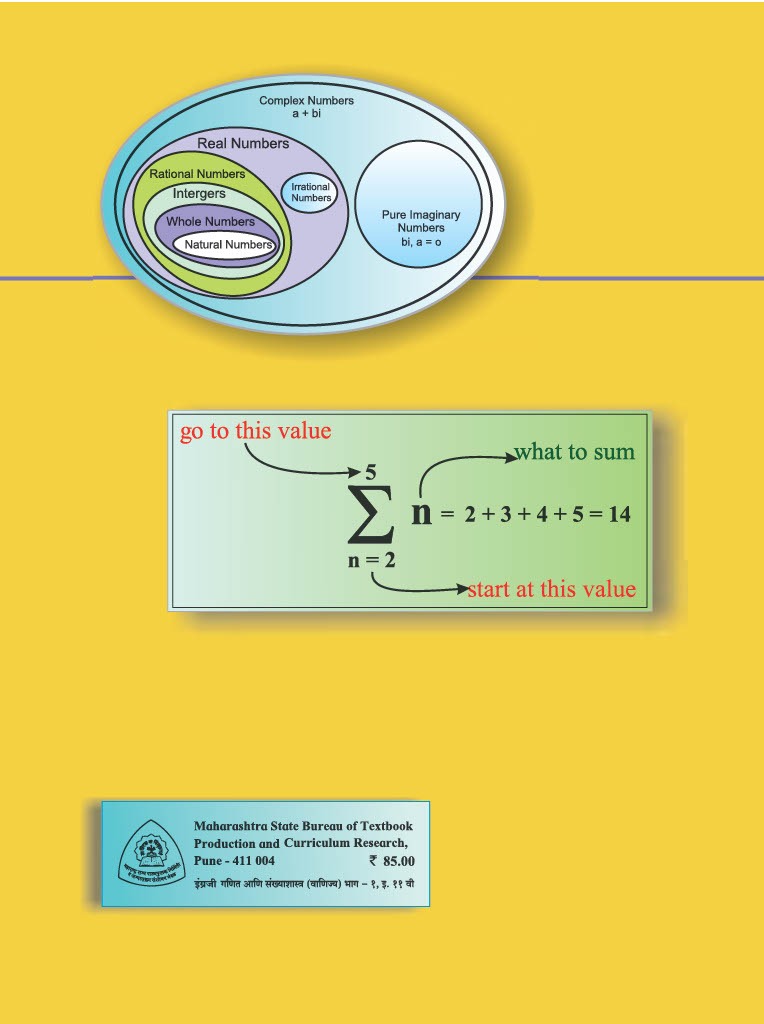 Complex Numbers
a + bi
Real Numbers
Rational Numbers
Intergers
Whole Numbers
Natural Numbers
Irrational
Numbers
Pure Imaginary
Numbers
bi, a = o
go to this value
what to sum
5
∑ n = 2 + 3 + 4 + 5 = 14
n = 2
start at this value
Maharashtra State Bureau of Textbook
Production and Curriculum Research,
Pune - 411 004 ₹ 85.00
इंग्रजी गणित आणि संख्याशास्त्र (वाणिज्य) भाग - १, इ. ११ वी